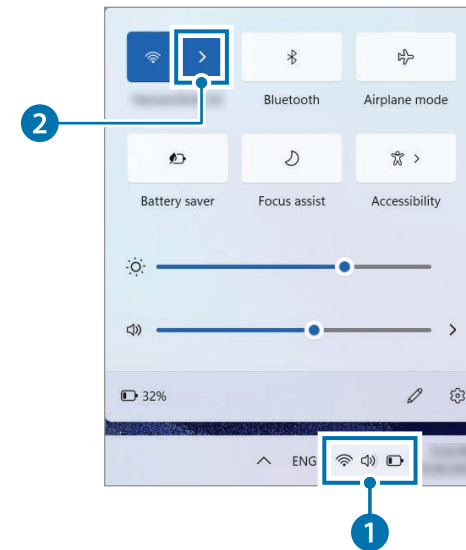 Bluetooth
Airplane mode
2
Battery saver
Focus assist
Accessibility
32%
ENG
1